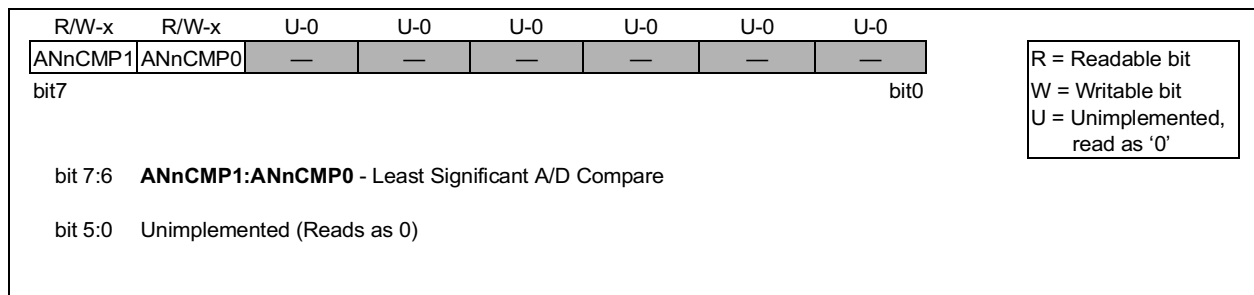 R/W-x R/W-x U-0 U-0 U-0 U-0 U-0 U-0
ANnCMP1 ANnCMP0 — — — — — —
bit7 bit0
R = Readable bit
W = Writable bit
U = Unimplemented,
read as ‘0’
bit 7:6 ANnCMP1:ANnCMP0 - Least Significant A/D Compare
bit 5:0 Unimplemented (Reads as 0)